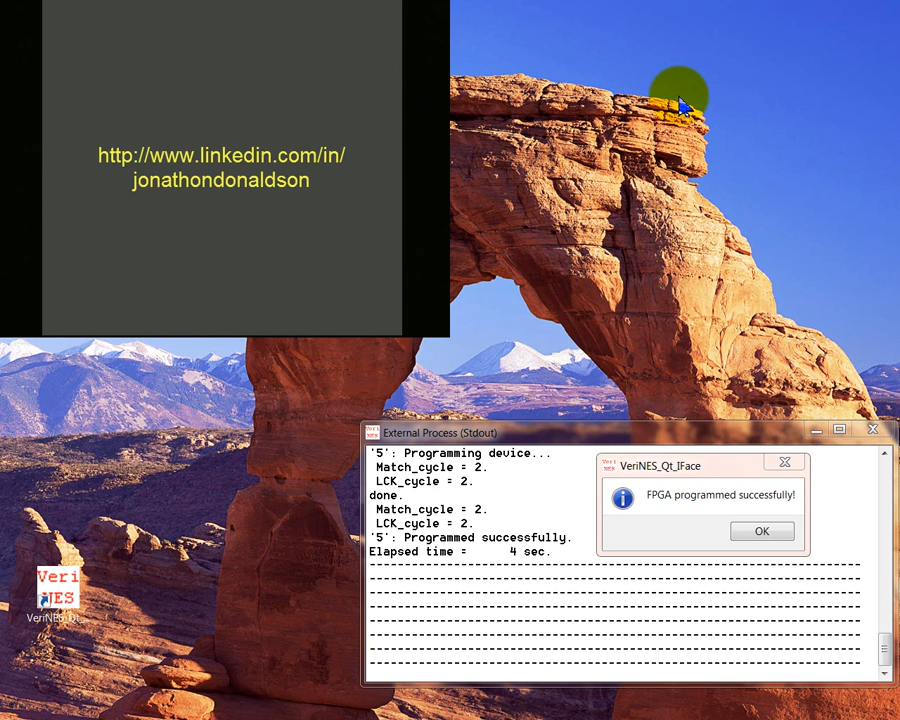 http://www.linkedin.com/in/
jonathondonaldson
External Process (Stdout)
'5': Programming device...
Match_cycle = 2.
LCK_cycle = 2.
done.
Match_cycle = 2.
LCK_cycle = 2.
'5': Programmed successfully.
Elapsed time =      4 sec.
--------------------------------------------------------------
--------------------------------------------------------------
--------------------------------------------------------------
--------------------------------------------------------------
--------------------------------------------------------------
--------------------------------------------------------------
--------------------------------------------------------------
--------------------------------------------------------------
VeriNES_Qt_IFace
FPGA programmed successfully!
OK
Veri
NES